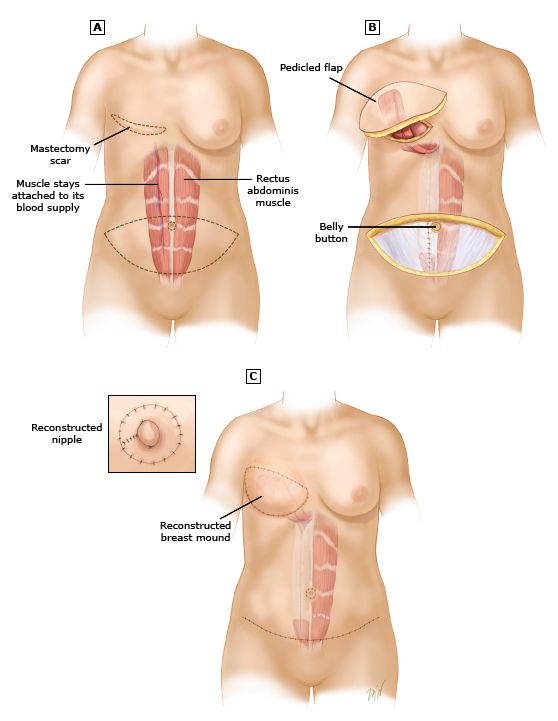 A
Mastectomy
scar
Muscle stays
attached to its
blood supply
Rectus
abdominis
muscle
B
Pedicled flap
Belly
button
C
Reconstructed
nipple
Reconstructed
breast mound